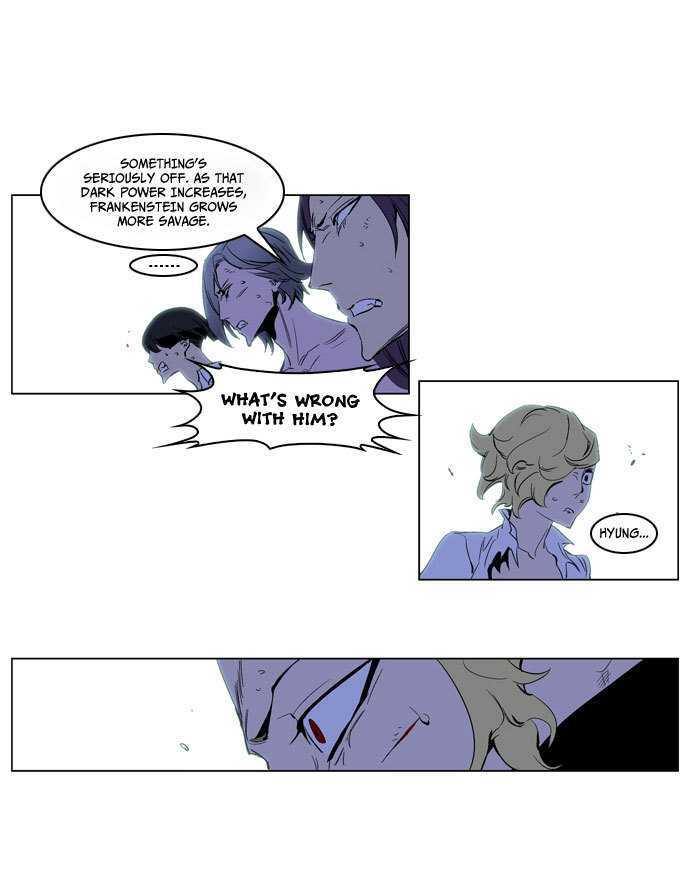 SOMETHING'S
SERIOUSLY OFF. AS THAT
DARK POWER INCREASES,
FRANKENSTEIN GROWS
MORE SAVAGE.
......
WHAT'S WRONG
WITH HIM?
HYUNG...